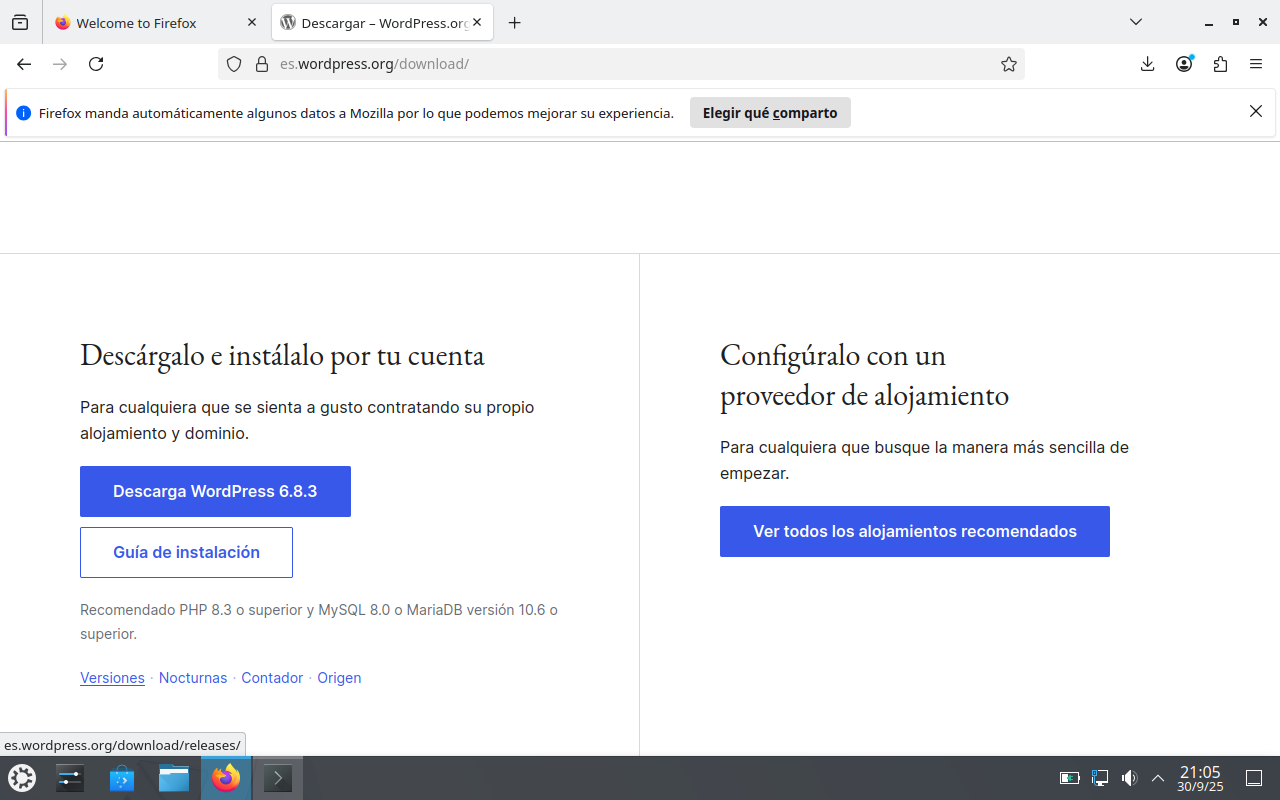 Welcome to Firefox
Descargar – WordPress.org
es.wordpress.org/download/
Firefox manda automáticamente algunos datos a Mozilla por lo que podemos mejorar su experiencia.
Elegir qué comparto
Descárgalo e instálalo por tu cuenta
Para cualquiera que se sienta a gusto contratando su propio
alojamiento y dominio.
Descarga WordPress 6.8.3
Guía de instalación
Recomendado PHP 8.3 o superior y MySQL 8.0 o MariaDB versión 10.6 o
superior.
Versiones · Nocturnas · Contador · Origen
Configúralo con un
proveedor de alojamiento
Para cualquiera que busque la manera más sencilla de
empezar.
Ver todos los alojamientos recomendados
es.wordpress.org/download/releases/
21:05
30/9/25